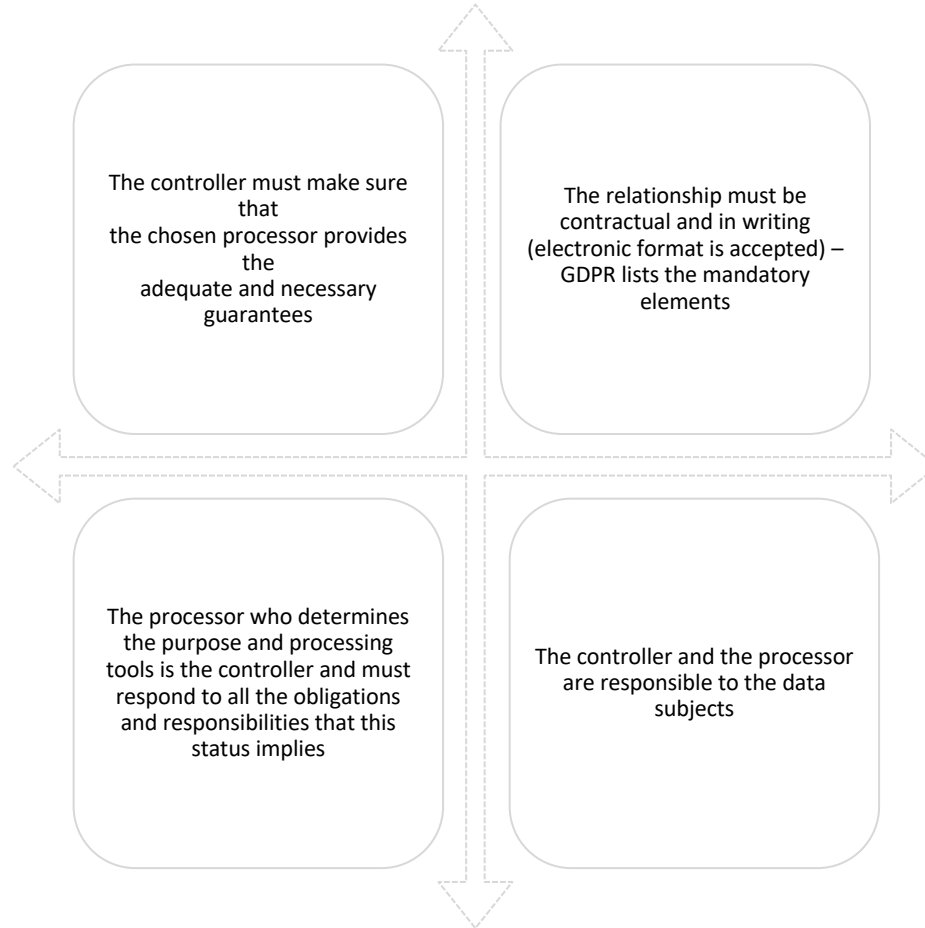 The controller must make sure
that
the chosen processor provides
the
adequate and necessary
guarantees
The relationship must be
contractual and in writing
(electronic format is accepted) –
GDPR lists the mandatory
elements
The processor who determines
the purpose and processing
tools is the controller and must
respond to all the obligations
and responsibilities that this
status implies
The controller and the processor
are responsible to the data
subjects